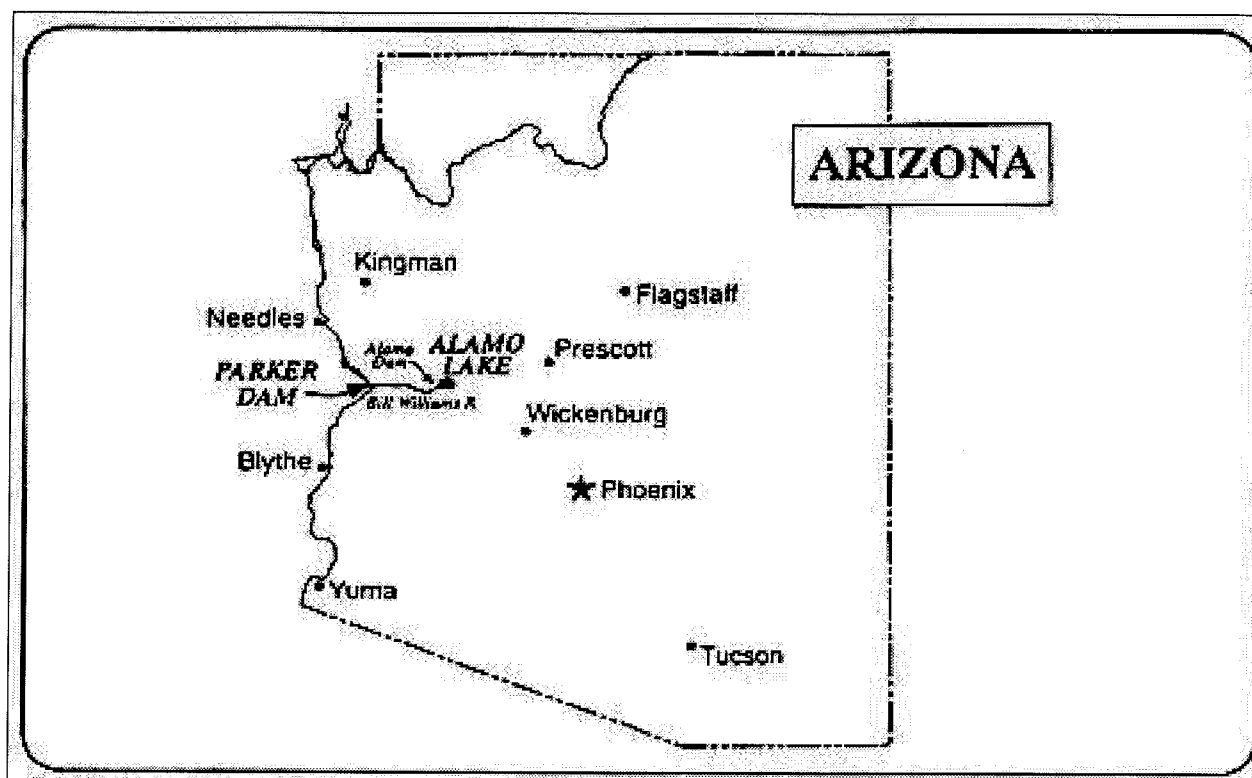 ARIZONA
Kingman
Flagstaff
Needles
Alamo
Dam
ALAMO
LAKE
Prescott
PARKER
DAM
Bill Williams R
Wickenburg
Blythe
Phoenix
Yuma
Tucson